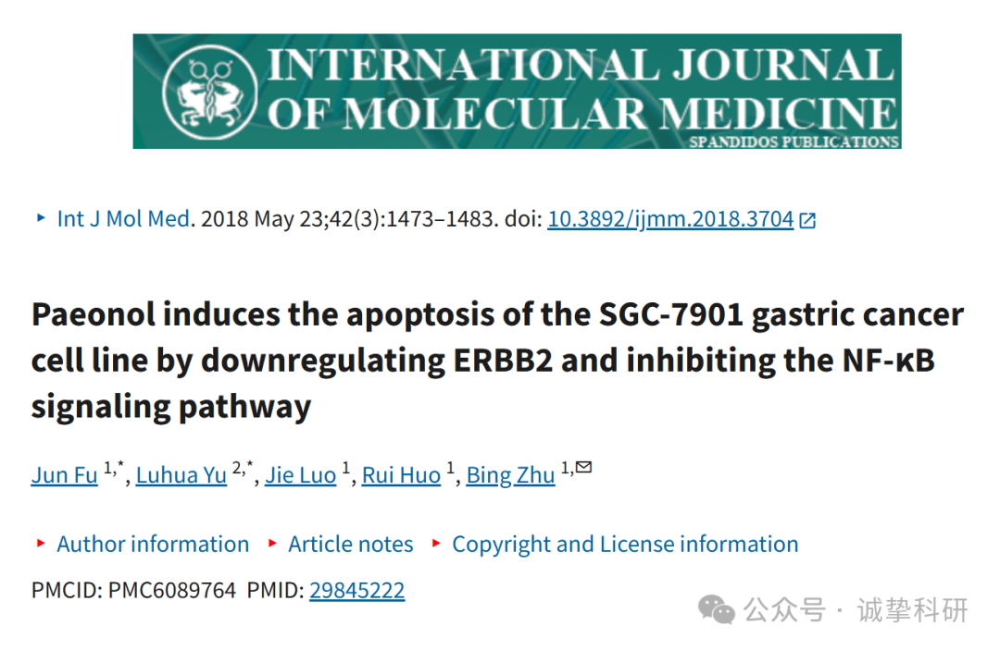 INTERNATIONAL JOURNAL
OF MOLECULAR MEDICINE
SPANDIDOS PUBLICATIONS
Int J Mol Med. 2018 May 23;42(3):1473–1483. doi: 10.3892/ijmm.2018.3704
Paeonol induces the apoptosis of the SGC-7901 gastric cancer
cell line by downregulating ERBB2 and inhibiting the NF-κB
signaling pathway
Jun Fu 1,*, Luhua Yu 2,*, Jie Luo 1, Rui Huo 1, Bing Zhu 1,✉
Author information Article notes Copyright and License information
PMCID: PMC6089764 PMID: 29845222
公众号 · 诚挚科研